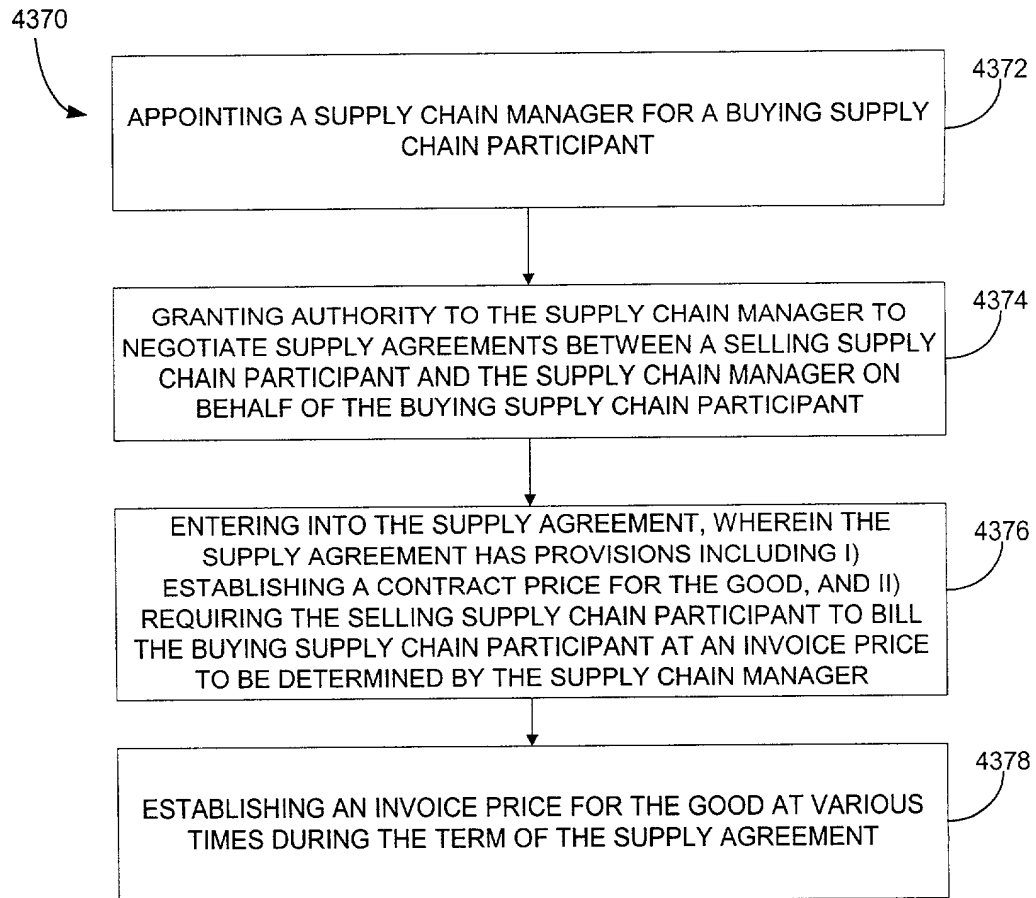 4370
4372
APPOINTING A SUPPLY CHAIN MANAGER FOR A BUYING SUPPLY
CHAIN PARTICIPANT
4374
GRANTING AUTHORITY TO THE SUPPLY CHAIN MANAGER TO
NEGOTIATE SUPPLY AGREEMENTS BETWEEN A SELLING SUPPLY
CHAIN PARTICIPANT AND THE SUPPLY CHAIN MANAGER ON
BEHALF OF THE BUYING SUPPLY CHAIN PARTICIPANT
4376
ENTERING INTO THE SUPPLY AGREEMENT, WHEREIN THE
SUPPLY AGREEMENT HAS PROVISIONS INCLUDING I)
ESTABLISHING A CONTRACT PRICE FOR THE GOOD, AND II)
REQUIRING THE SELLING SUPPLY CHAIN PARTICIPANT TO BILL
THE BUYING SUPPLY CHAIN PARTICIPANT AT AN INVOICE PRICE
TO BE DETERMINED BY THE SUPPLY CHAIN MANAGER
4378
ESTABLISHING AN INVOICE PRICE FOR THE GOOD AT VARIOUS
TIMES DURING THE TERM OF THE SUPPLY AGREEMENT